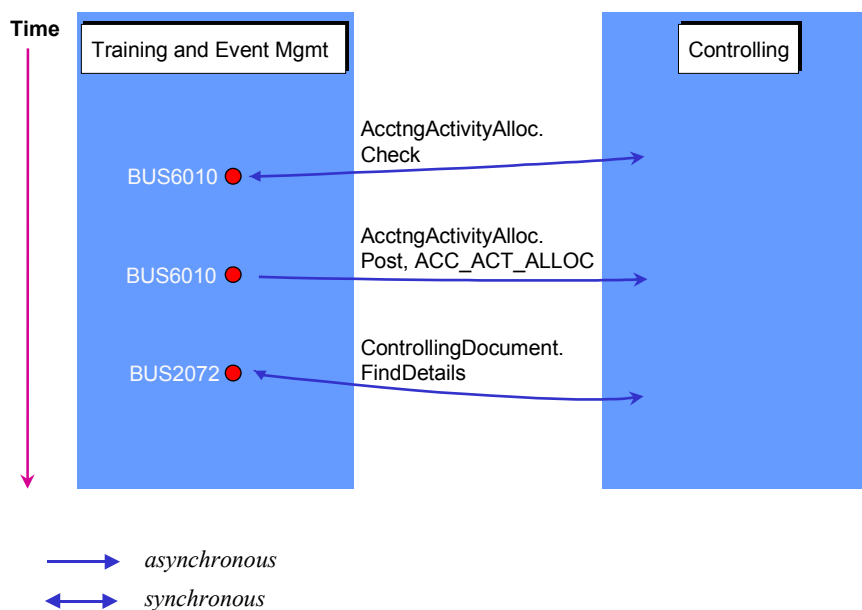 Time
Training and Event Mgmt
Controlling
AcctngActivityAlloc.
Check
BUS6010
AcctngActivityAlloc.
Post, ACC_ACT_ALLOC
BUS6010
ControllingDocument.
FindDetails
BUS2072
asynchronous
synchronous